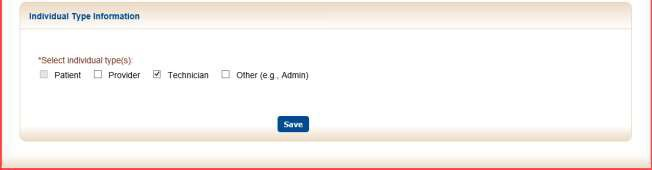 Individual Type Information
*Select individual type(s):
Patient Provider Technician Other (e.g., Admin)
Save